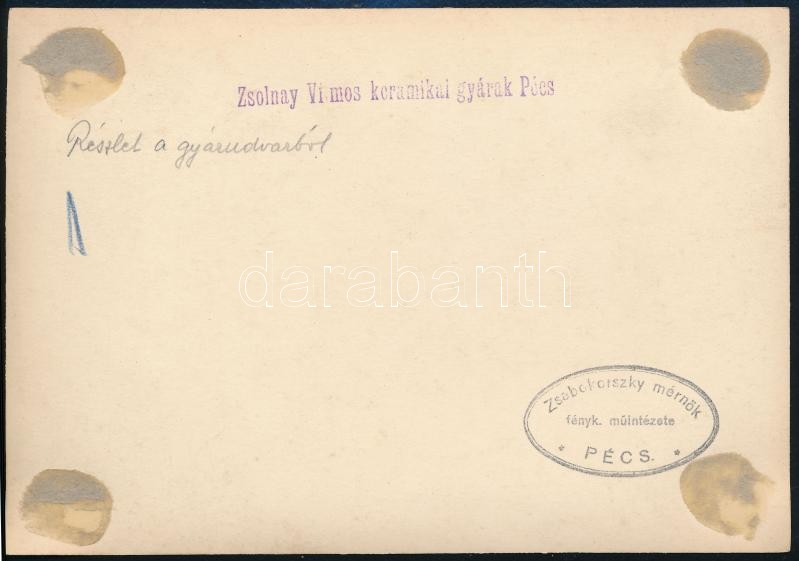 Zsolnay Vilmos keramikai gyárak Pécs
Részlet a gyárudvarból
darabanth
Zsabokorszky mérnök
fényk. műintézete
* PÉCS. *